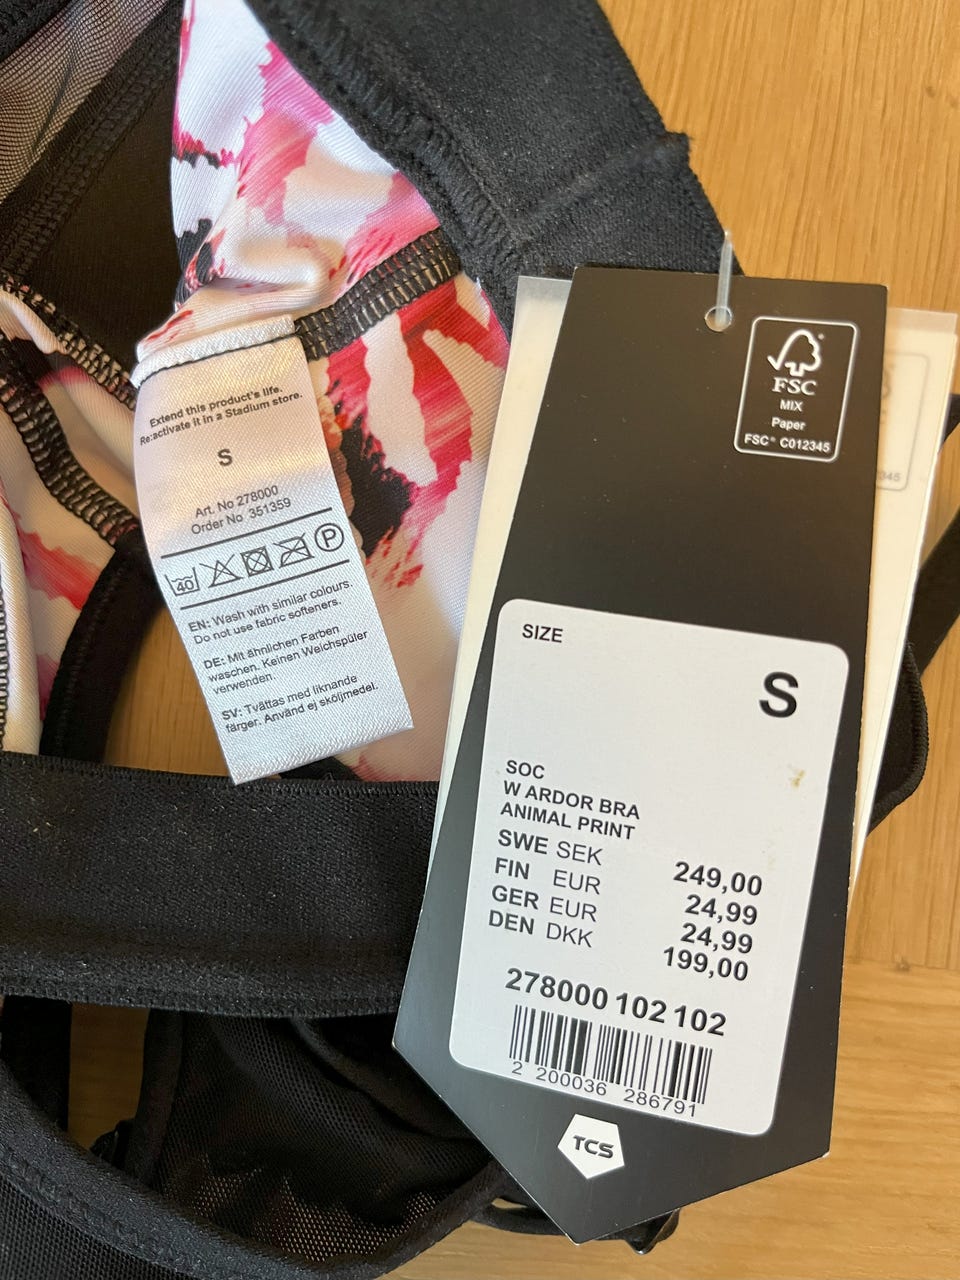 Extend this product's life.
Re:activate it in a Stadium store.
S
Art. No 278000
Order No 351359
40
P
EN: Wash with similar colours.
Do not use fabric softeners.
DE: Mit ähnlichen Farben
waschen. Keinen Weichspüler
verwenden.
SV: Tvättas med liknande
färger. Använd ej sköljmedel.
FSC
MIX
Paper
FSC® C012345
345
SIZE
S
SOC
W ARDOR BRA
ANIMAL PRINT
SWE SEK 249,00
FIN EUR 24,99
GER EUR 24,99
DEN DKK 199,00
278000 102 102
2 200036 286791
TCS